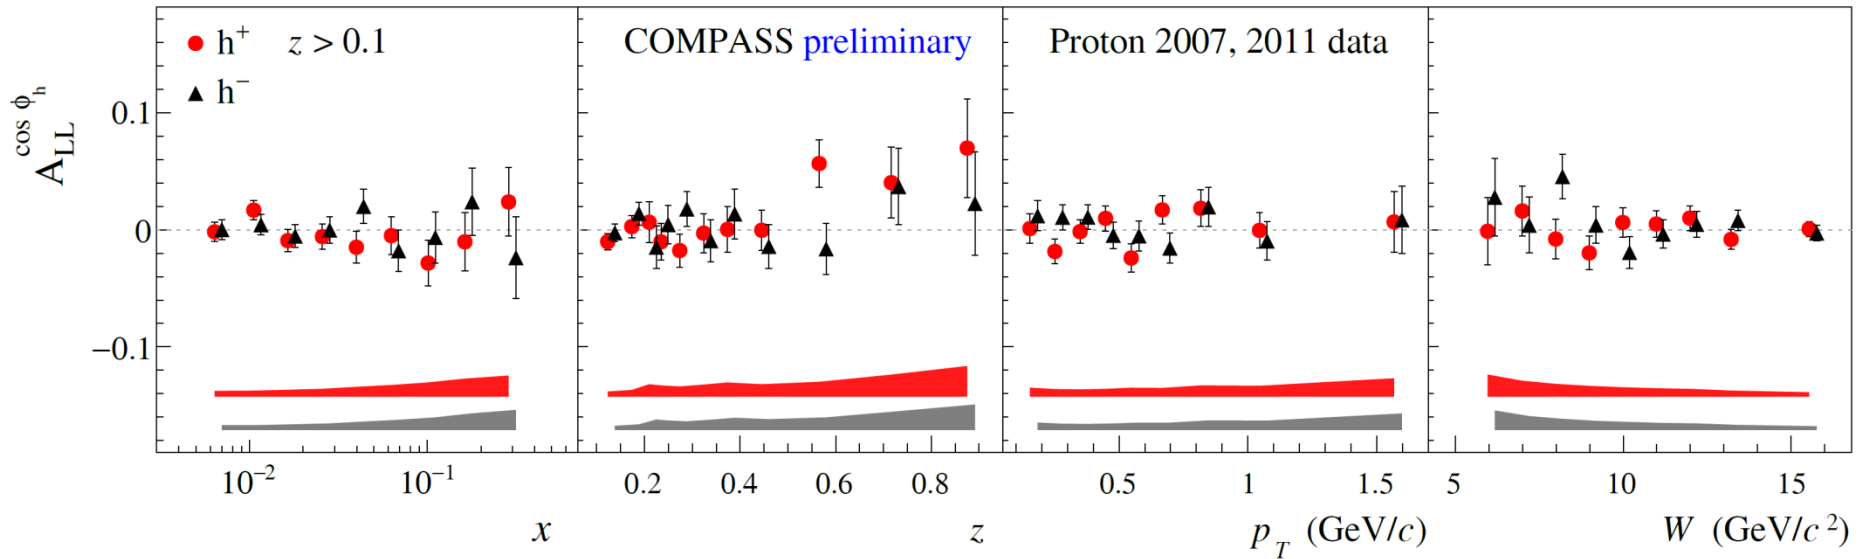 h⁺ z > 0.1
h⁻
COMPASS preliminary
Proton 2007, 2011 data
A_LL^cos ϕ_h
0.1
0
−0.1
10⁻² 10⁻¹
x
0.2 0.4 0.6 0.8
z
0.5 1 1.5
p_T (GeV/c)
5 10 15
W (GeV/c²)